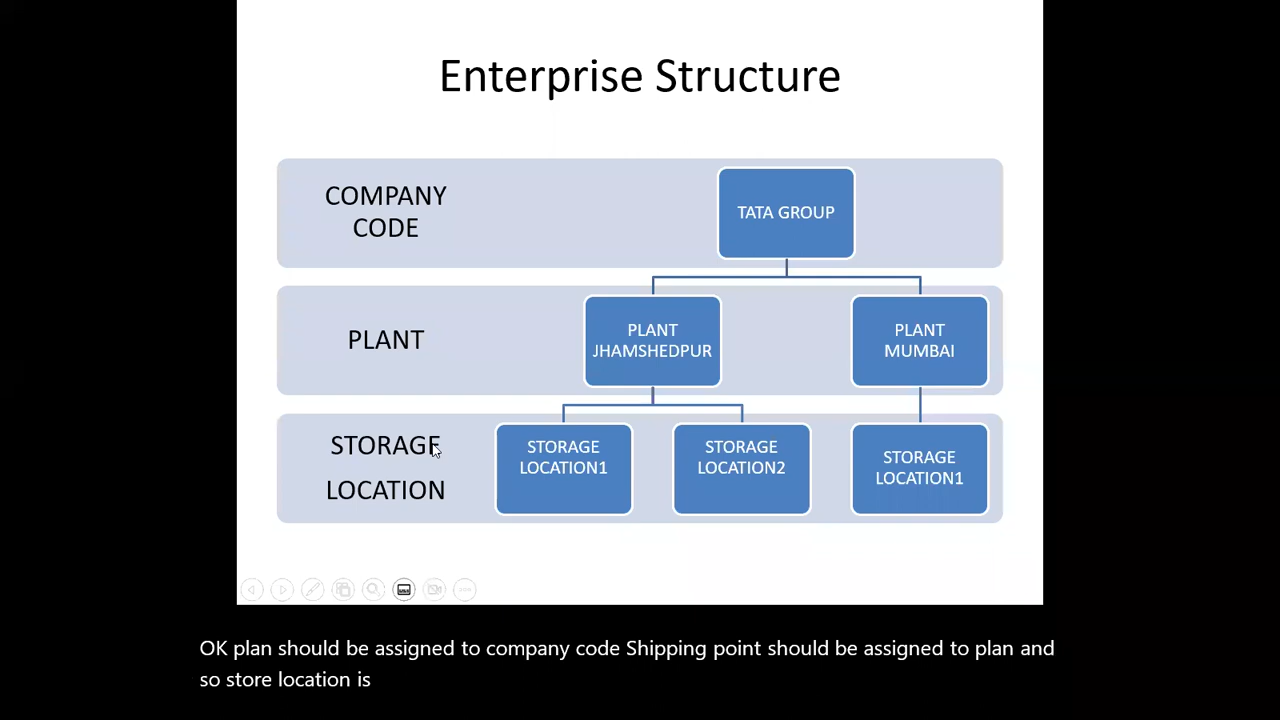 Enterprise Structure
COMPANY
CODE
TATA GROUP
PLANT
PLANT
JHAMSHEDPUR
PLANT
MUMBAI
STORAGE
LOCATION
STORAGE
LOCATION1
STORAGE
LOCATION2
STORAGE
LOCATION1
OK plan should be assigned to company code Shipping point should be assigned to plan and
so store location is